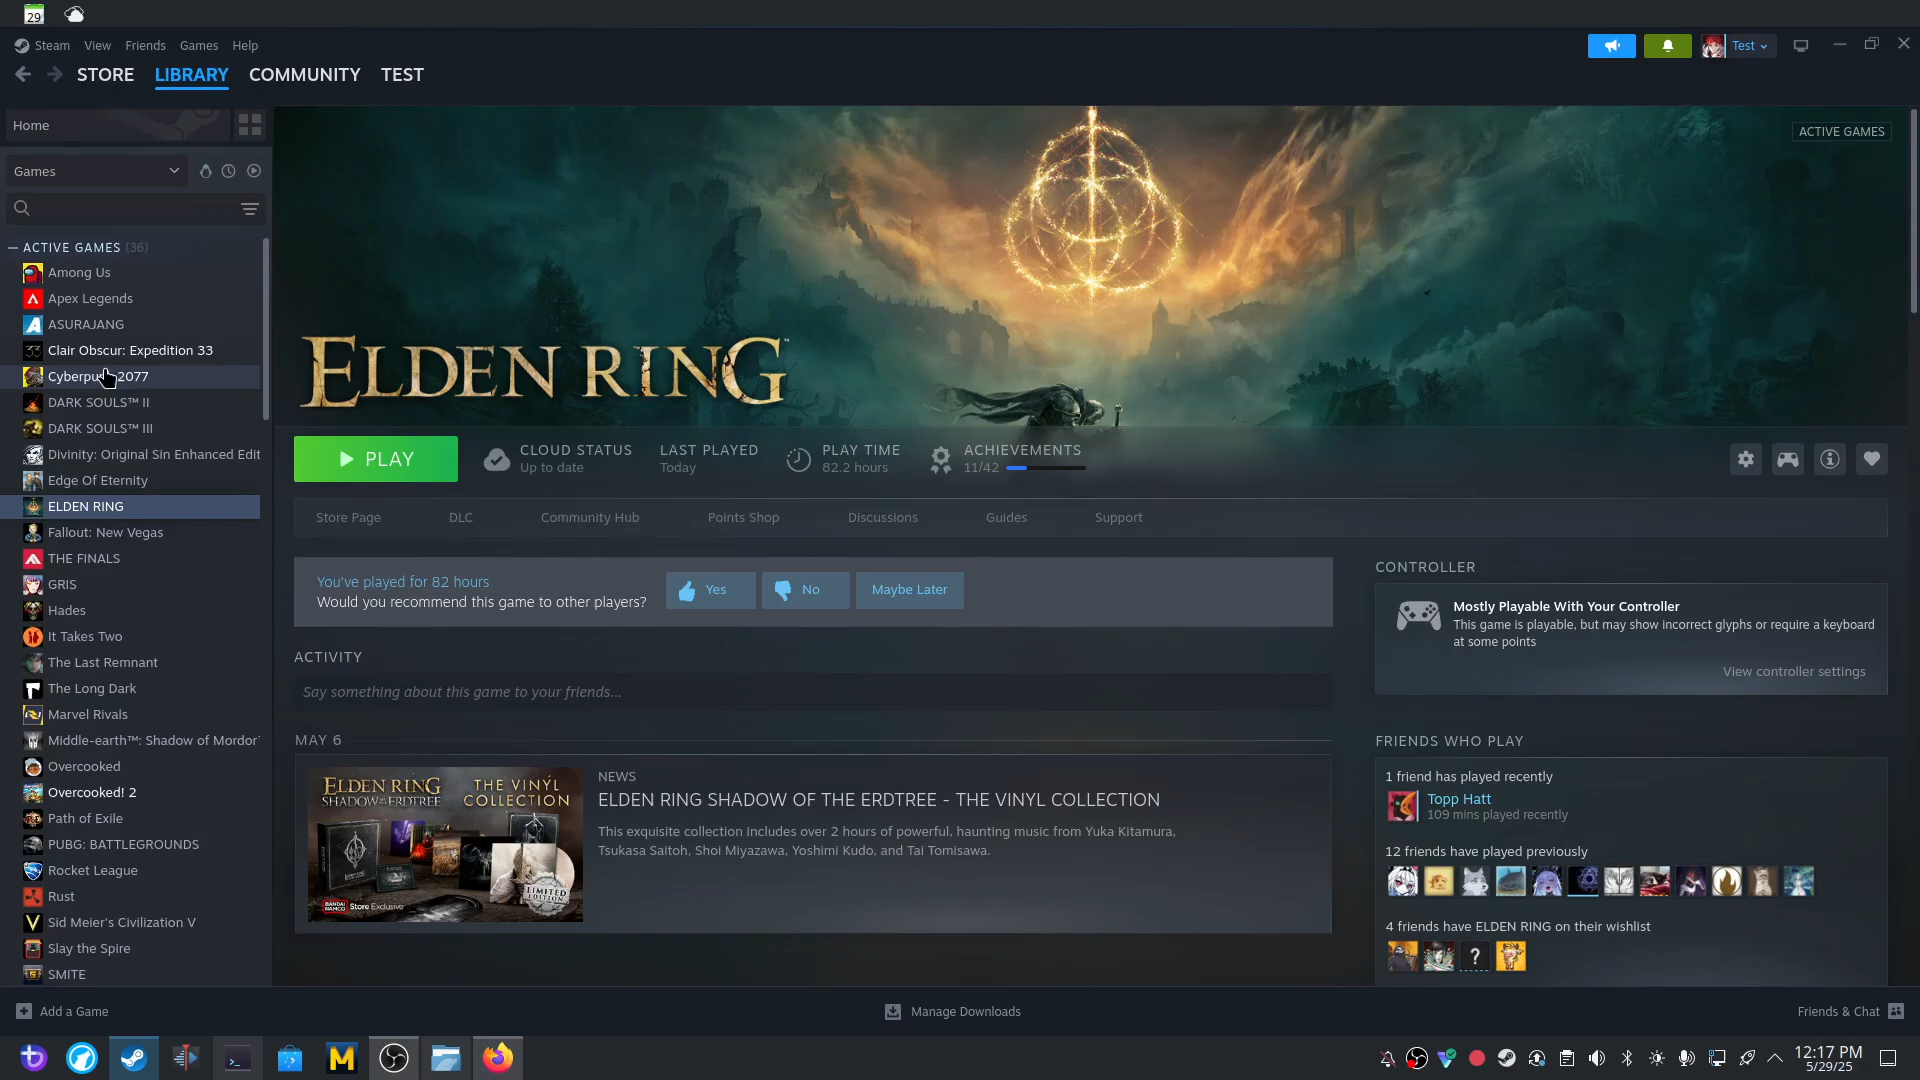 29
Steam View Friends Games Help
Test
STORE LIBRARY COMMUNITY TEST
Home
Games
ACTIVE GAMES (36)
Among Us
Apex Legends
ASURAJANG
Clair Obscur: Expedition 33
Cyberpu 2077
DARK SOULS™ II
DARK SOULS™ III
Divinity: Original Sin Enhanced Edit
Edge Of Eternity
ELDEN RING
Fallout: New Vegas
THE FINALS
GRIS
Hades
It Takes Two
The Last Remnant
The Long Dark
Marvel Rivals
Middle-earth™: Shadow of Mordor
Overcooked
Overcooked! 2
Path of Exile
PUBG: BATTLEGROUNDS
Rocket League
Rust
Sid Meier's Civilization V
Slay the Spire
SMITE
ACTIVE GAMES
ELDEN RING
PLAY
CLOUD STATUS
Up to date
LAST PLAYED
Today
PLAY TIME
82.2 hours
ACHIEVEMENTS
11/42
Store Page DLC Community Hub Points Shop Discussions Guides Support
You've played for 82 hours
Would you recommend this game to other players?
Yes No Maybe Later
ACTIVITY
Say something about this game to your friends...
MAY 6
ELDEN RING
SHADOW OF THE ERDTREE
THE VINYL
COLLECTION
LIMITED
EDITION
BANDAI
NAMCO
Store Exclusive
NEWS
ELDEN RING SHADOW OF THE ERDTREE - THE VINYL COLLECTION
This exquisite collection includes over 2 hours of powerful, haunting music from Yuka Kitamura,
Tsukasa Saitoh, Shoi Miyazawa, Yoshimi Kudo, and Tai Tomisawa.
CONTROLLER
Mostly Playable With Your Controller
This game is playable, but may show incorrect glyphs or require a keyboard
at some points
View controller settings
FRIENDS WHO PLAY
1 friend has played recently
Topp Hatt
109 mins played recently
12 friends have played previously
4 friends have ELDEN RING on their wishlist
?
Add a Game
Manage Downloads
Friends & Chat
12:17 PM
5/29/25